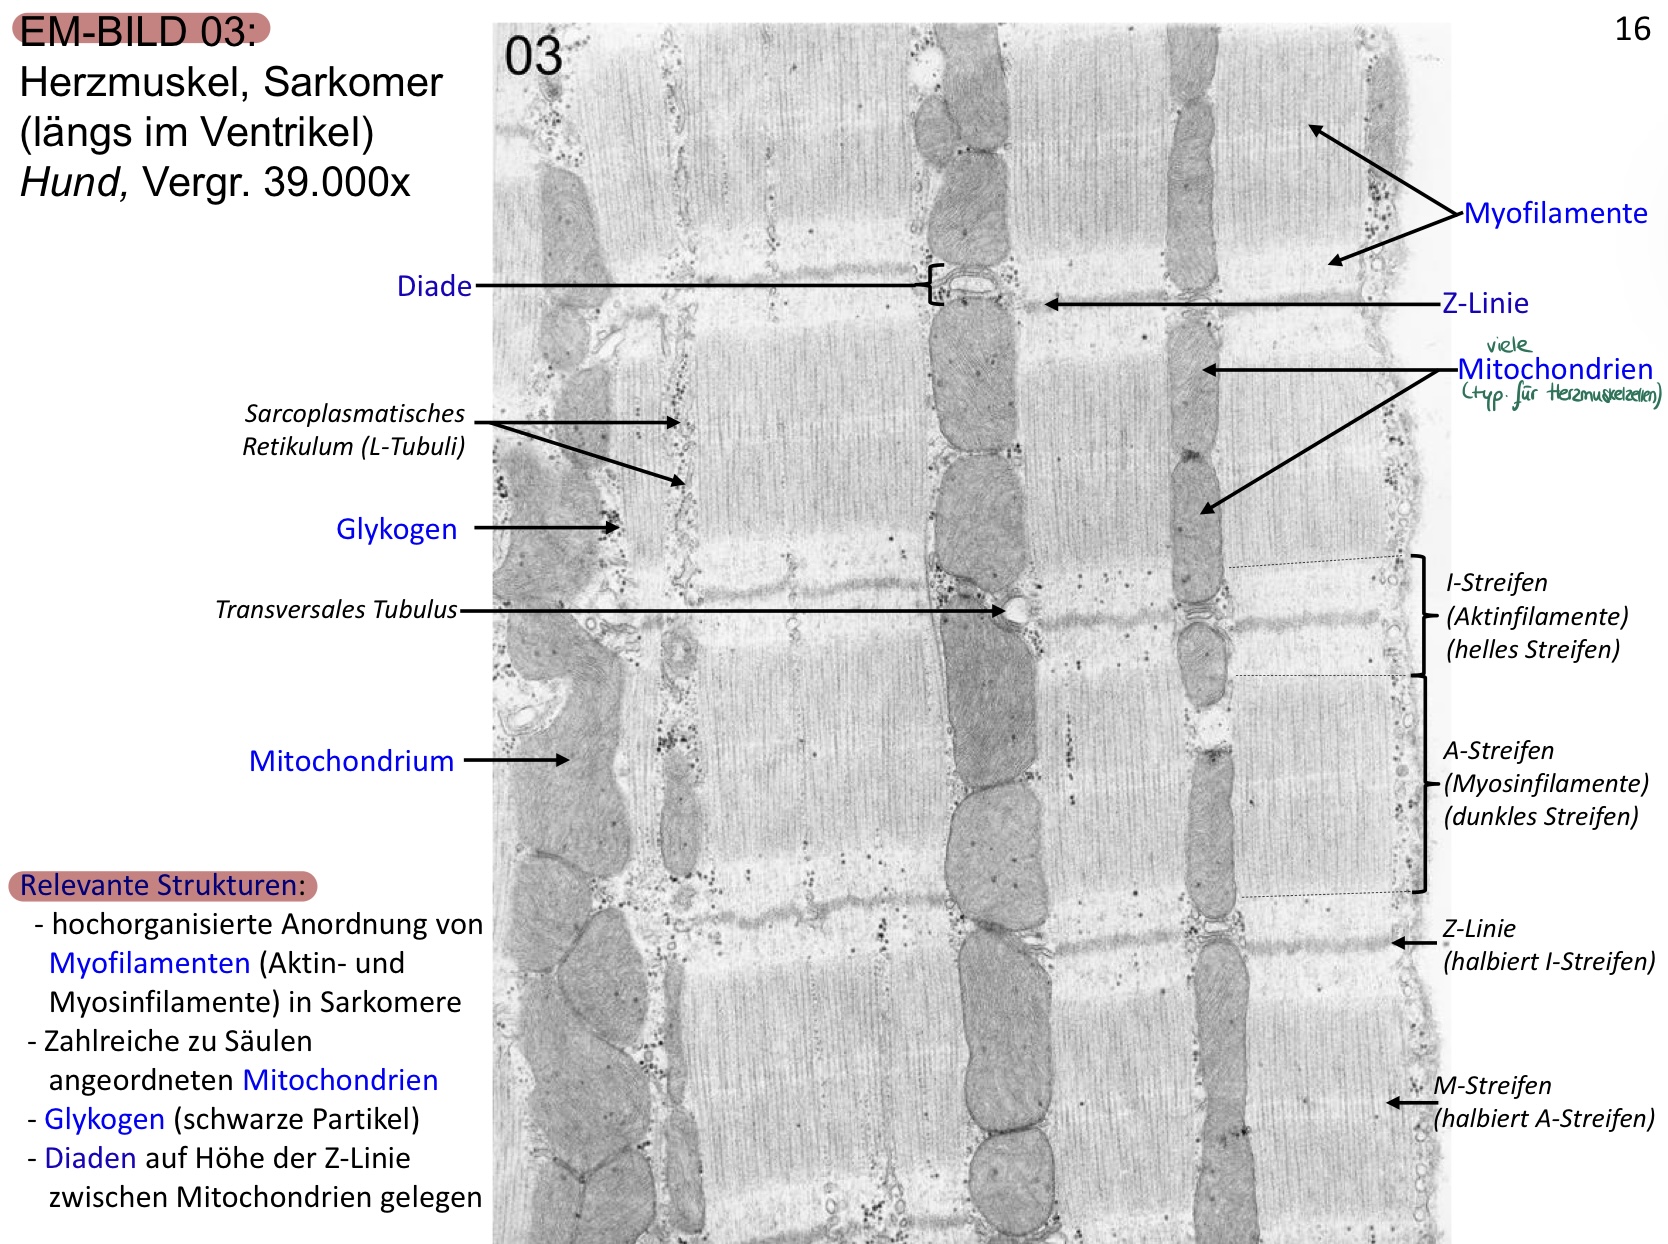 EM-BILD 03:
Herzmuskel, Sarkomer
(längs im Ventrikel)
Hund, Vergr. 39.000x
03
16
Myofilamente
Diade
Z-Linie
viele
Mitochondrien
(typ. für Herzmuskelzellen)
Sarcoplasmatisches
Retikulum (L-Tubuli)
Glykogen
Transversales Tubulus
I-Streifen
(Aktinfilamente)
(helles Streifen)
Mitochondrium
A-Streifen
(Myosinfilamente)
(dunkles Streifen)
Z-Linie
(halbiert I-Streifen)
M-Streifen
(halbiert A-Streifen)
Relevante Strukturen:
- hochorganisierte Anordnung von
Myofilamenten (Aktin- und
Myosinfilamente) in Sarkomere
- Zahlreiche zu Säulen
angeordneten Mitochondrien
- Glykogen (schwarze Partikel)
- Diaden auf Höhe der Z-Linie
zwischen Mitochondrien gelegen